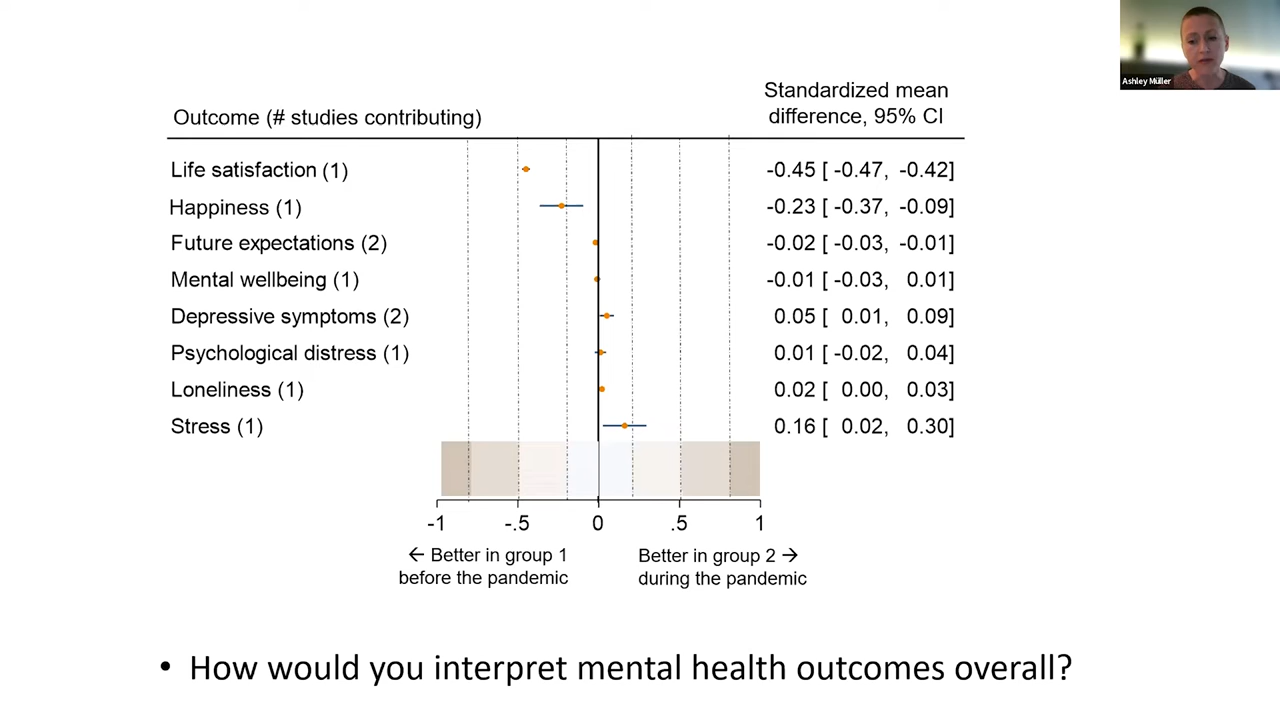 Ashley Müller
Outcome (# studies contributing)
Standardized mean
difference, 95% CI
Life satisfaction (1) -0.45 [ -0.47, -0.42]
Happiness (1) -0.23 [ -0.37, -0.09]
Future expectations (2) -0.02 [ -0.03, -0.01]
Mental wellbeing (1) -0.01 [ -0.03, 0.01]
Depressive symptoms (2) 0.05 [ 0.01, 0.09]
Psychological distress (1) 0.01 [ -0.02, 0.04]
Loneliness (1) 0.02 [ 0.00, 0.03]
Stress (1) 0.16 [ 0.02, 0.30]
-1 -.5 0 .5 1
← Better in group 1
before the pandemic
Better in group 2 →
during the pandemic
• How would you interpret mental health outcomes overall?